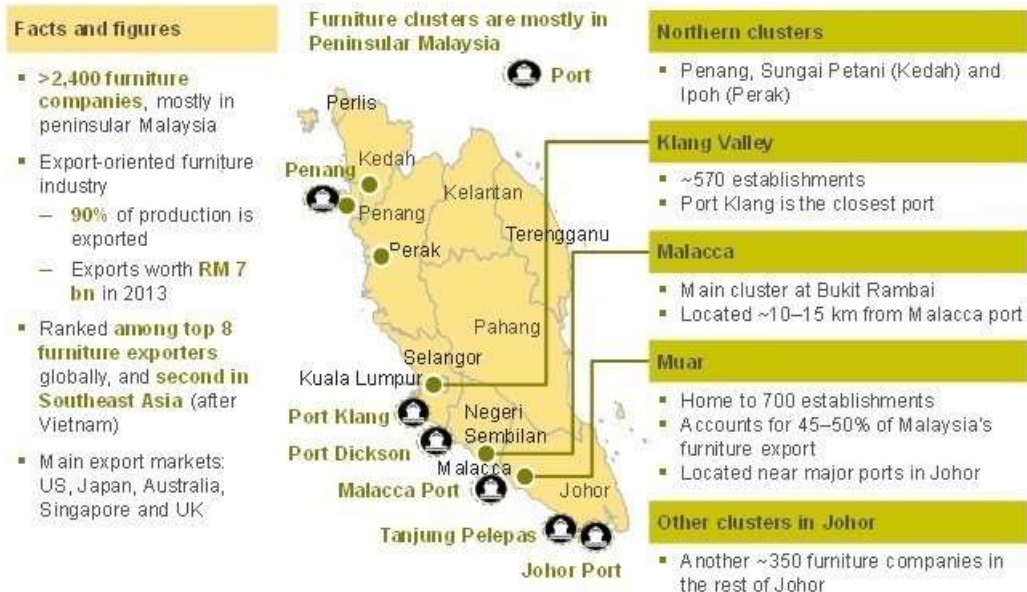 Facts and figures
▪ >2,400 furniture
companies, mostly in
peninsular Malaysia
▪ Export-oriented furniture
industry
– 90% of production is
exported
– Exports worth RM 7
bn in 2013
▪ Ranked among top 8
furniture exporters
globally, and second in
Southeast Asia (after
Vietnam)
▪ Main export markets:
US, Japan, Australia,
Singapore and UK
Furniture clusters are mostly in
Peninsular Malaysia
Port
Perlis
Kedah
Penang
Penang
Kelantan
Terengganu
Perak
Pahang
Selangor
Kuala Lumpur
Port Klang
Negeri
Sembilan
Port Dickson
Malacca
Malacca Port
Johor
Tanjung Pelepas
Johor Port
Northern clusters
▪ Penang, Sungai Petani (Kedah) and
Ipoh (Perak)
Klang Valley
▪ ~570 establishments
▪ Port Klang is the closest port
Malacca
▪ Main cluster at Bukit Rambai
▪ Located ~10–15 km from Malacca port
Muar
▪ Home to 700 establishments
▪ Accounts for 45–50% of Malaysia's
furniture export
▪ Located near major ports in Johor
Other clusters in Johor
▪ Another ~350 furniture companies in
the rest of Johor